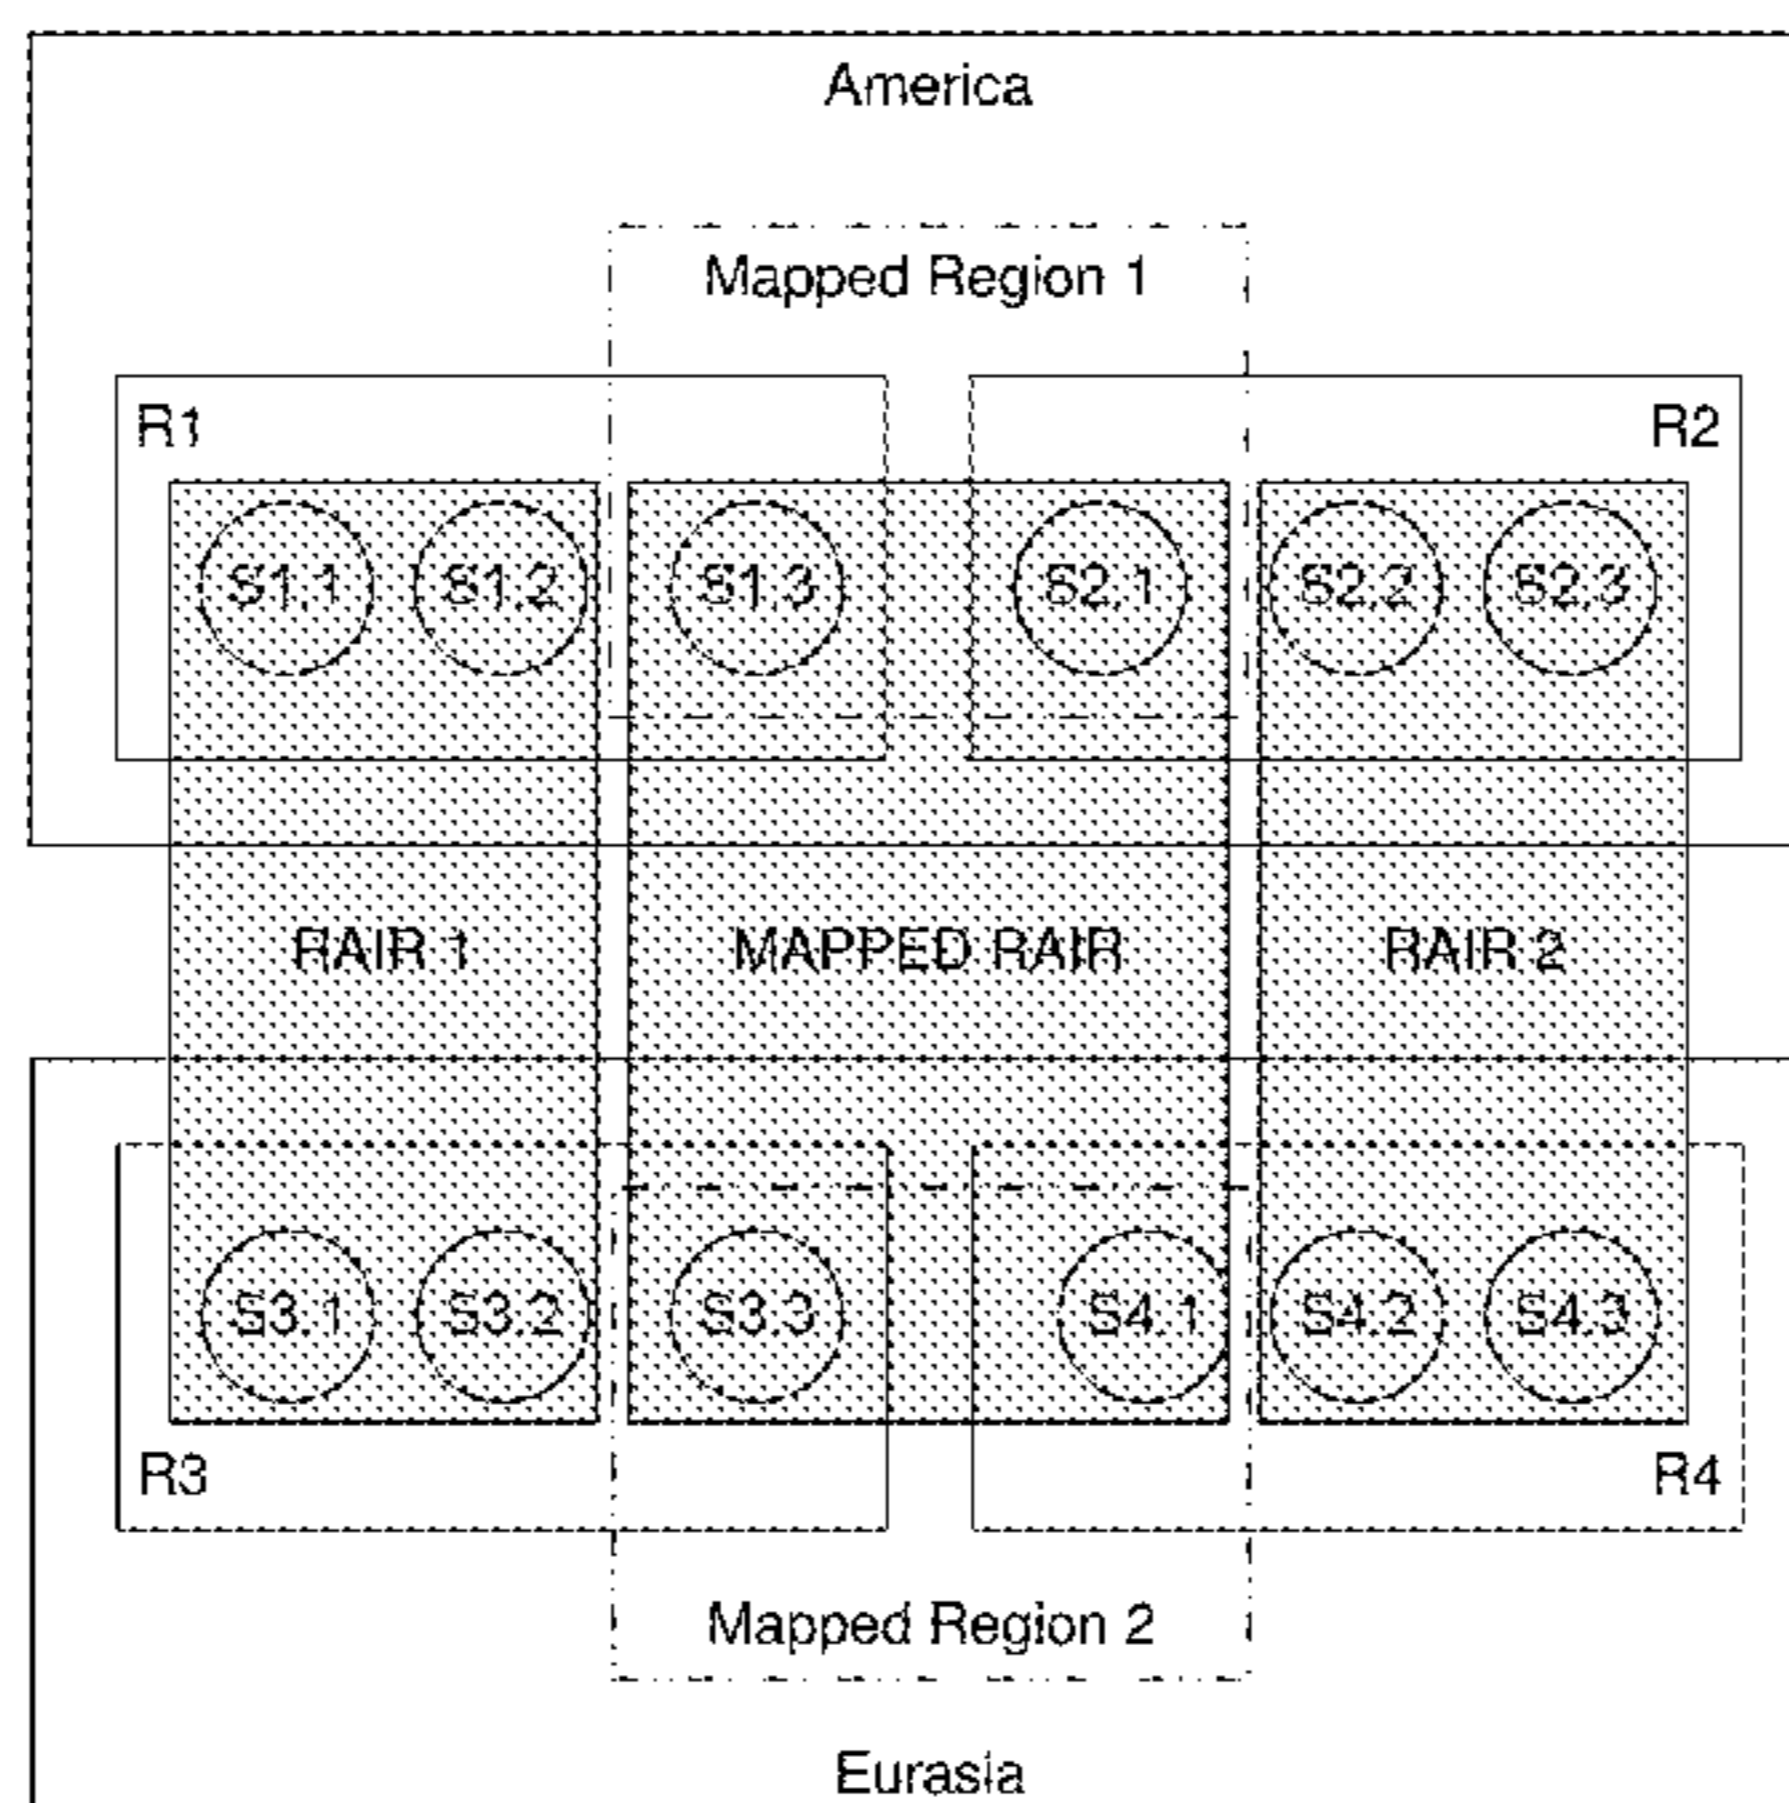 America
Mapped Region 1
R1 R2
S1.1 S1.2 S1.3 S2.1 S2.2 S2.3
RAIR 1 MAPPED RAIR RAIR 2
S3.1 S3.2 S3.3 S4.1 S4.2 S4.3
R3 R4
Mapped Region 2
Eurasia